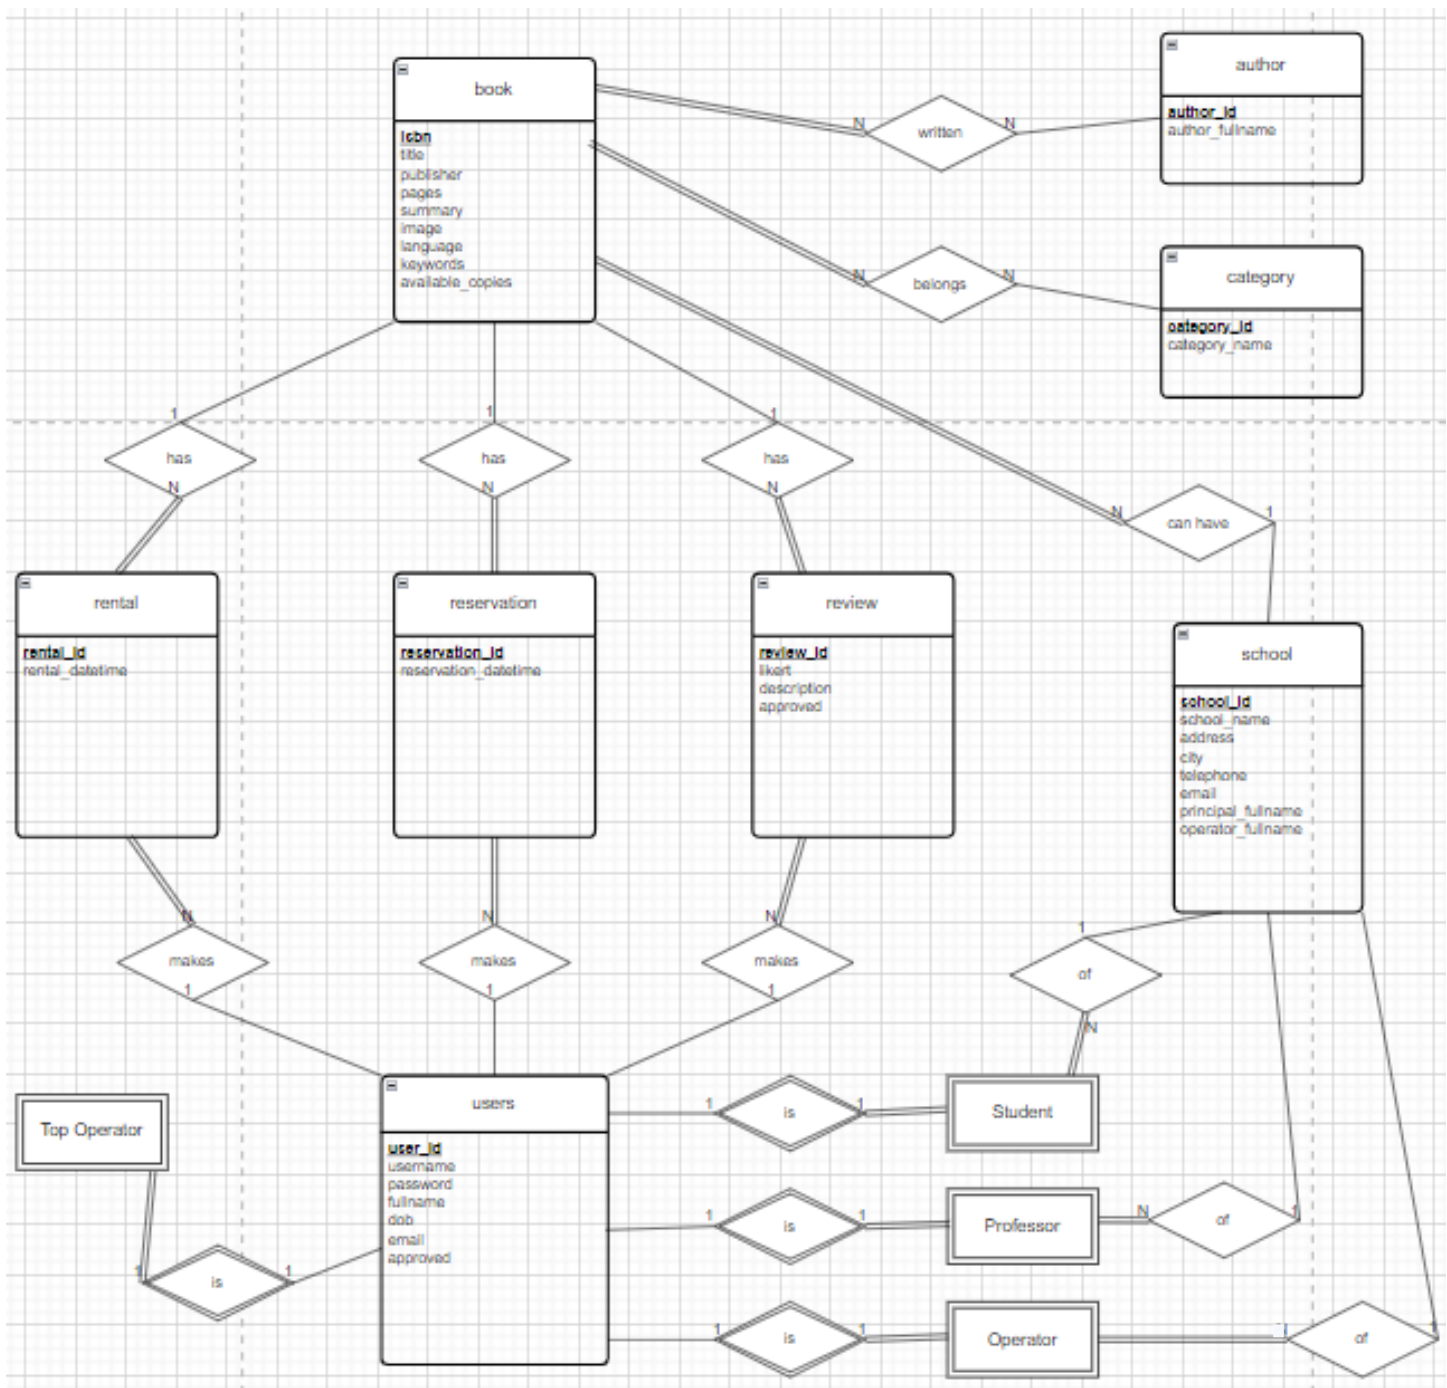 book
isbn
title
publisher
pages
summary
image
language
keywords
available_copies
N
written
N
author
author_id
author_fullname
N
belongs
N
category
category_id
category_name
1
has
N
1
has
N
1
has
N
N
can have
1
rental
rental_id
rental_datetime
reservation
reservation_id
reservation_datetime
review
review_id
likert
description
approved
school
school_id
school_name
address
city
telephone
email
principal_fullname
operator_fullname
N
makes
1
N
makes
1
N
makes
1
1
of
N
Top Operator
1
is
1
users
user_id
username
password
fullname
dob
email
approved
1
is
1
Student
1
is
1
Professor
N
of
1
1
is
1
Operator
of
1